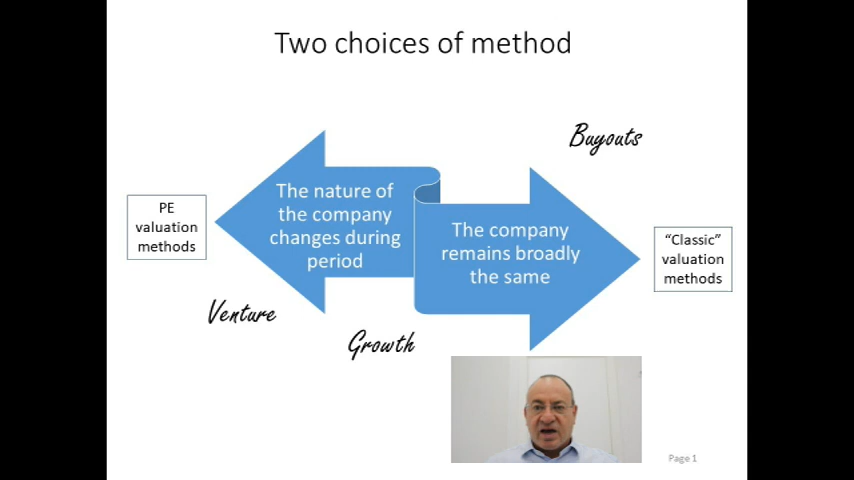 Two choices of method
Buyouts
PE
valuation
methods
The nature of
the company
changes during
period
The company
remains broadly
the same
“Classic”
valuation
methods
Venture
Growth
Page 1